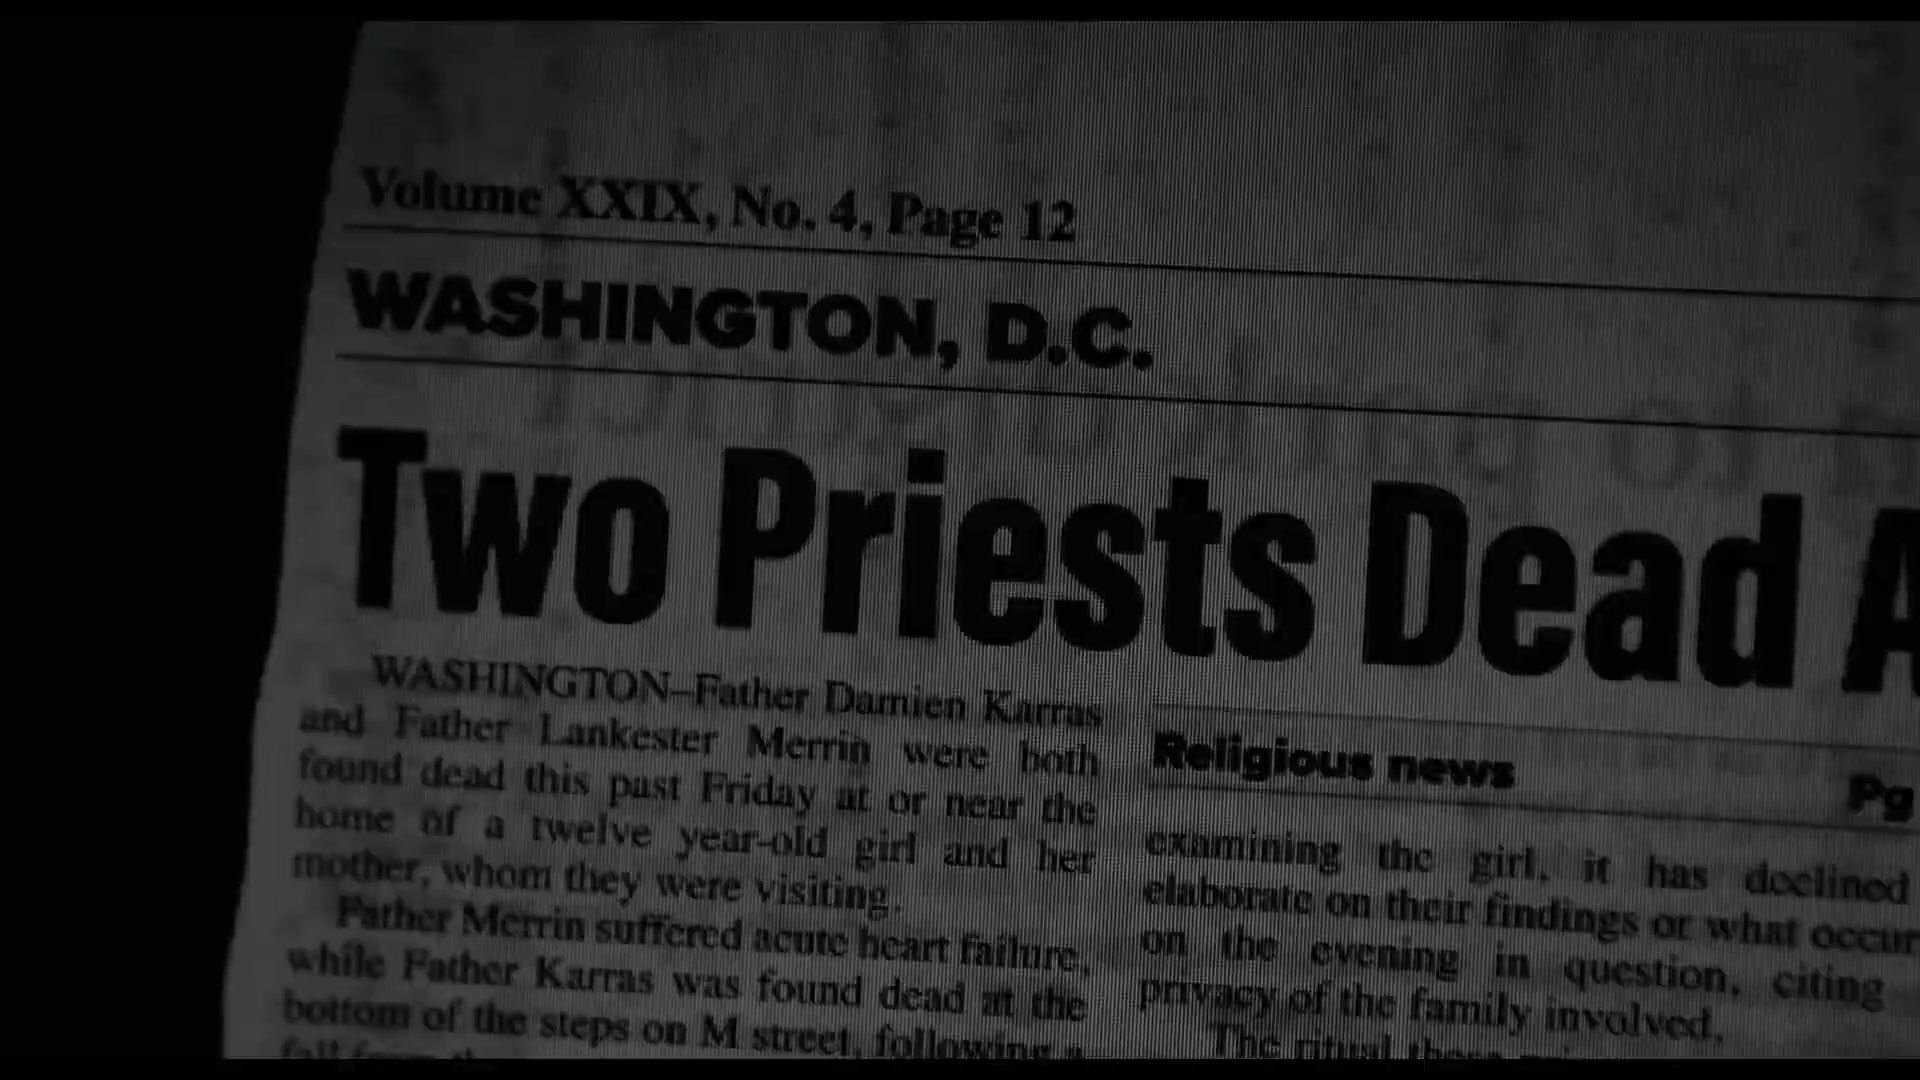 Volume XXIX, No. 4, Page 12
WASHINGTON, D.C.
Two Priests Dead A
WASHINGTON–Father Damien Karras
and Father Lankester Merrin were both
found dead this past Friday at or near the
home of a twelve year-old girl and her
mother, whom they were visiting.
Father Merrin suffered acute heart failure,
while Father Karras was found dead at the
bottom of the steps on M street, following a
Religious news
Pg
examining the girl, it has declined
elaborate on their findings or what occur
on the evening in question, citing
privacy of the family involved.
The ritual